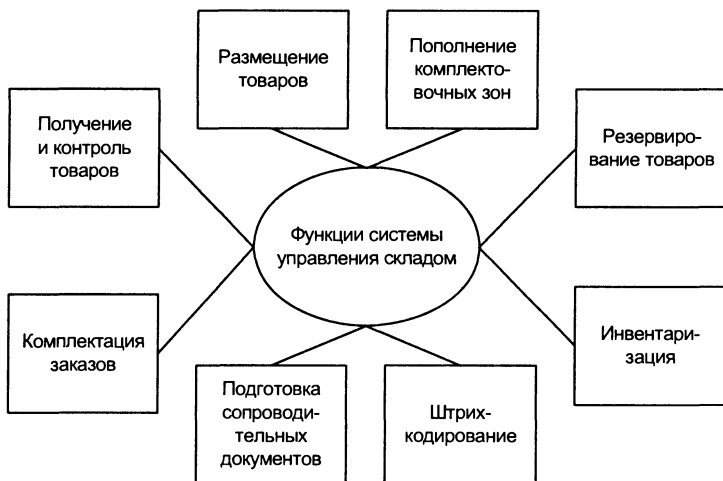 Размещение
товаров
Пополнение
комплекто-
вочных зон
Получение
и контроль
товаров
Резервиро-
вание товаров
Функции системы
управления складом
Комплектация
заказов
Инвентари-
зация
Подготовка
сопроводи-
тельных
документов
Штрих-
кодирование